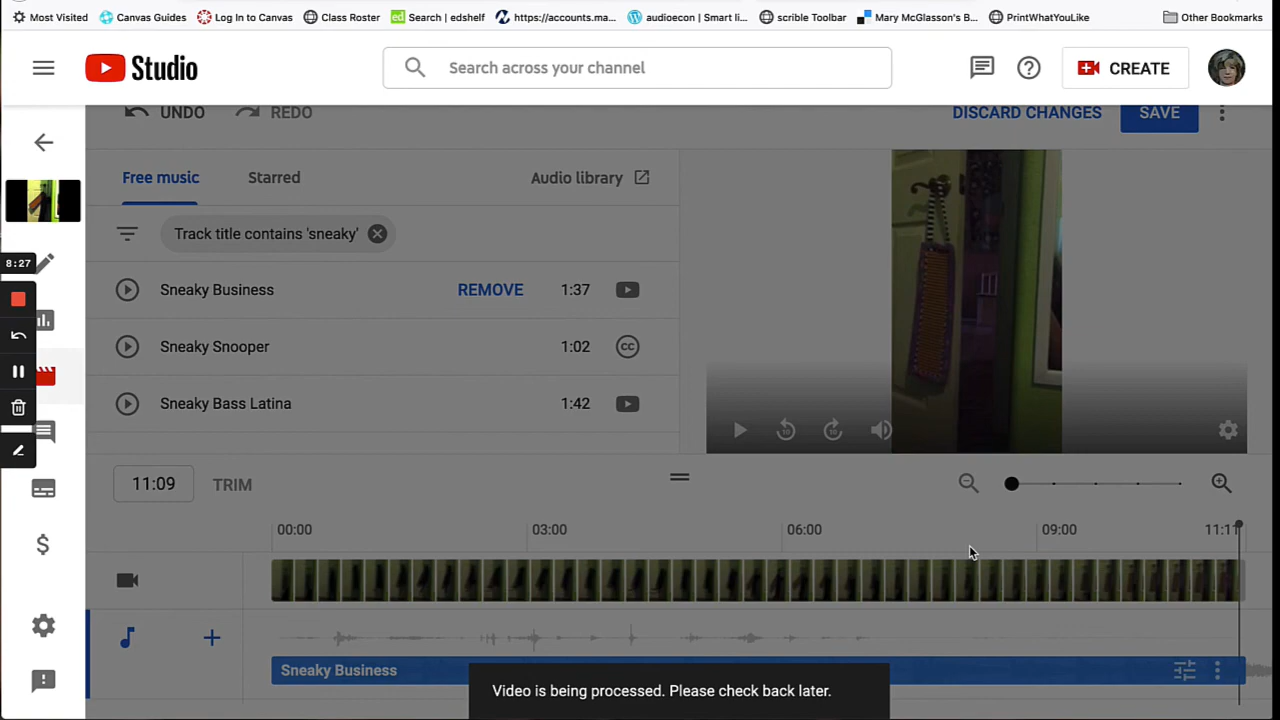 Most Visited Canvas Guides Log In to Canvas Class Roster Search | edshelf https://accounts.ma... audioecon | Smart li... scrible Toolbar Mary McGlasson's B... PrintWhatYouLike Other Bookmarks
Studio Search across your channel CREATE
UNDO REDO DISCARD CHANGES SAVE
Free music Starred Audio library
Track title contains 'sneaky'
8:27
Sneaky Business REMOVE 1:37
Sneaky Snooper 1:02 CC
Sneaky Bass Latina 1:42
10 10
11:09 TRIM
00:00 03:00 06:00 09:00 11:11
Sneaky Business
Video is being processed. Please check back later.